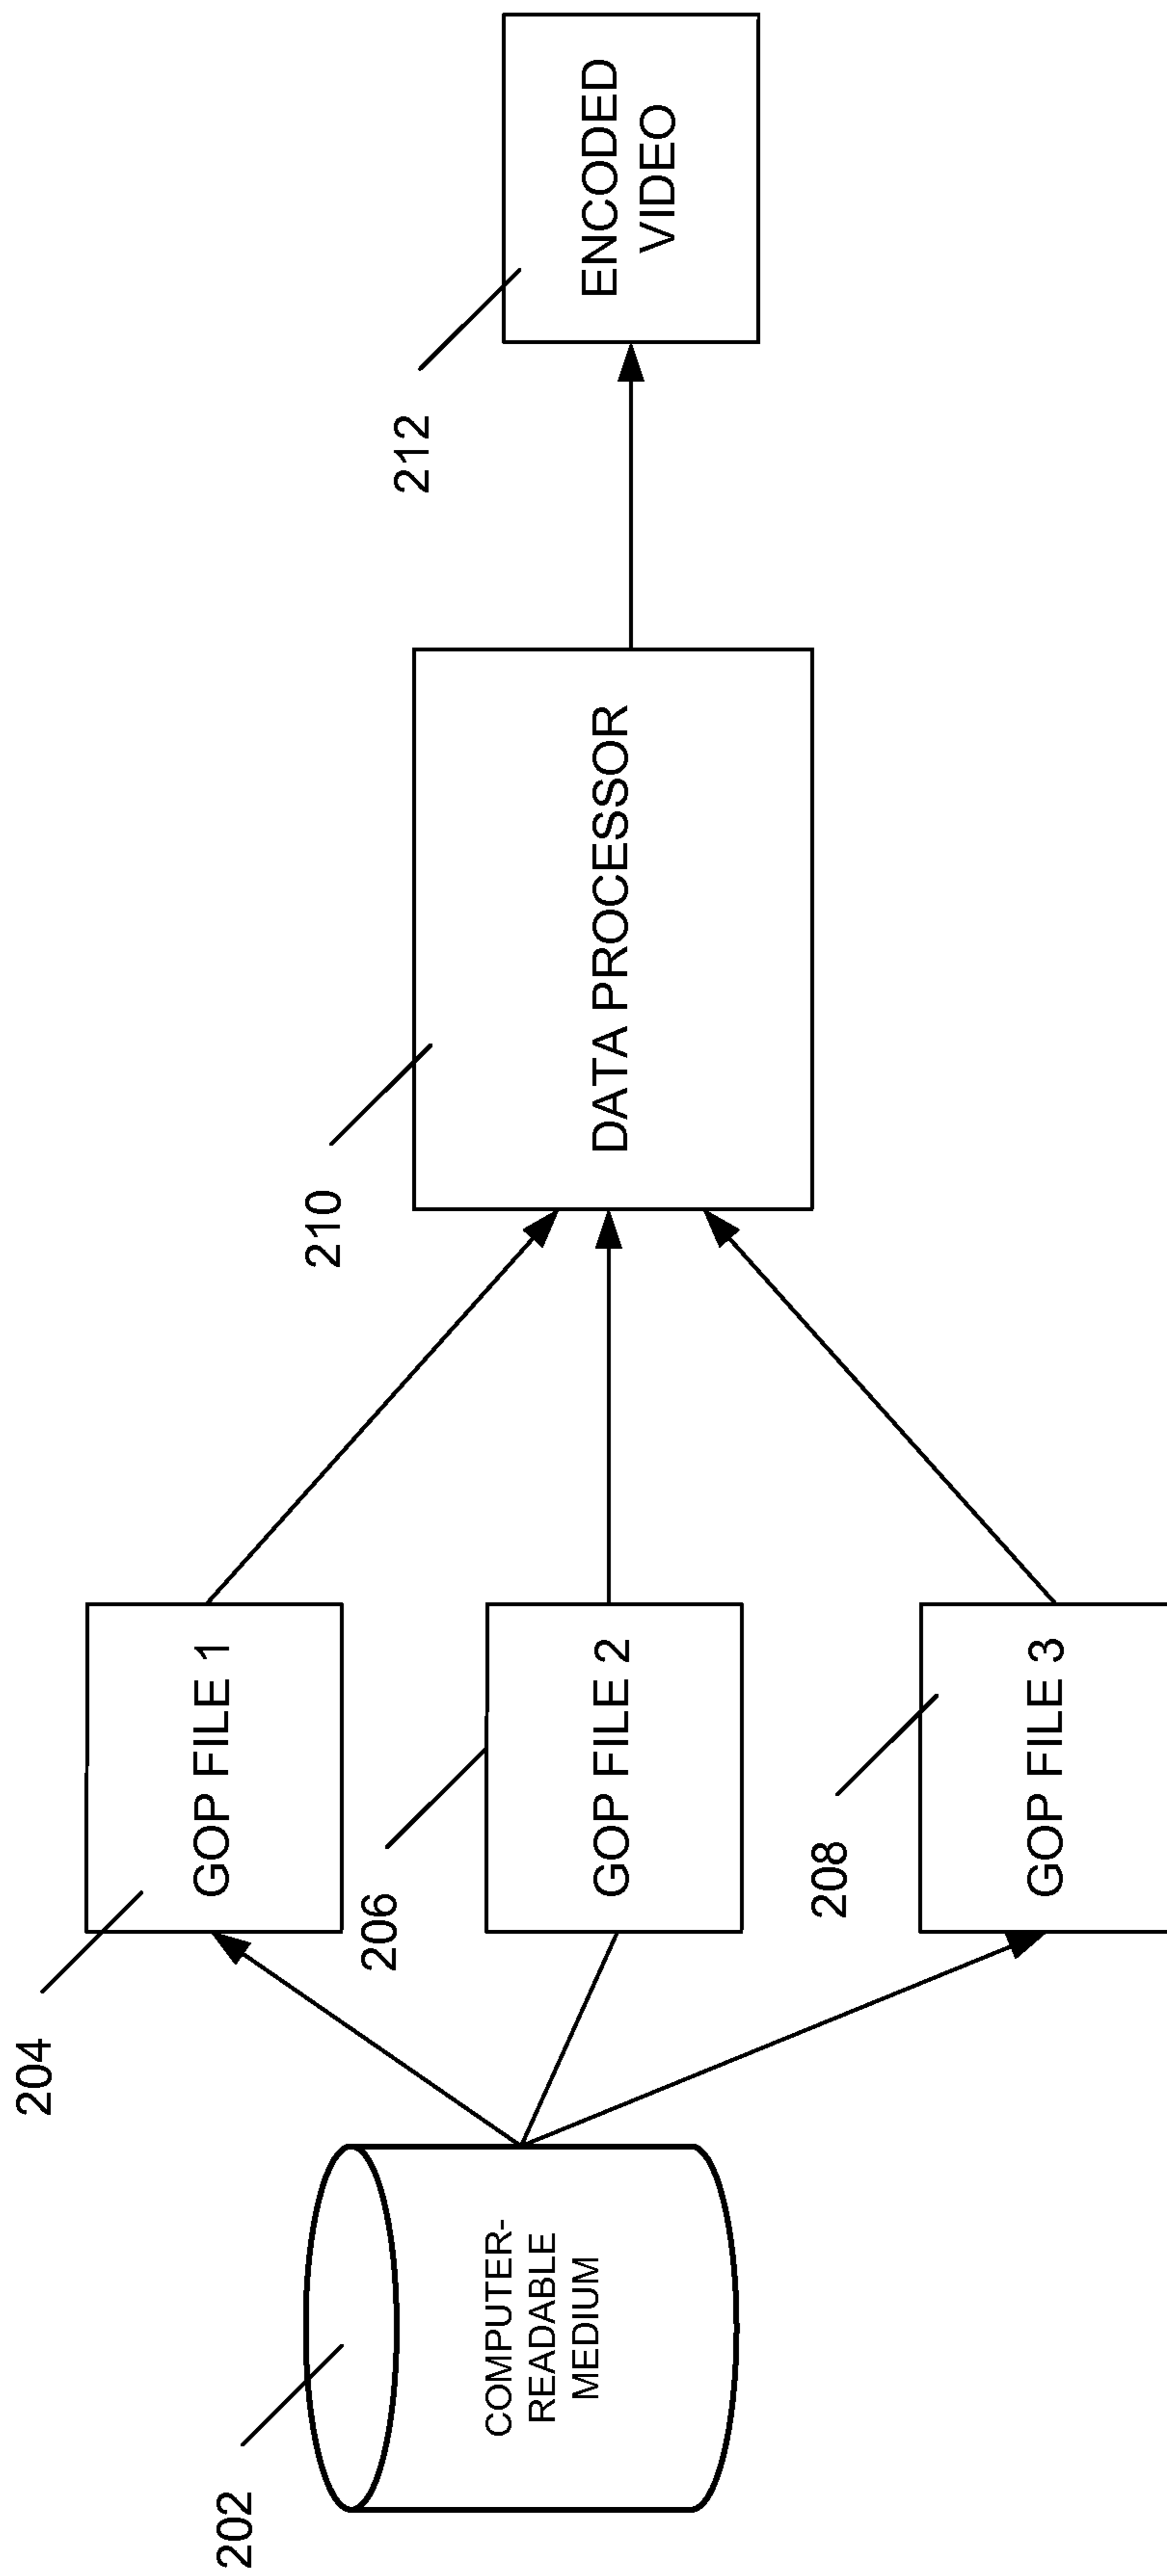 202
COMPUTER-
READABLE
MEDIUM
204
GOP FILE 1
206
GOP FILE 2
208
GOP FILE 3
210
DATA PROCESSOR
212
ENCODED
VIDEO